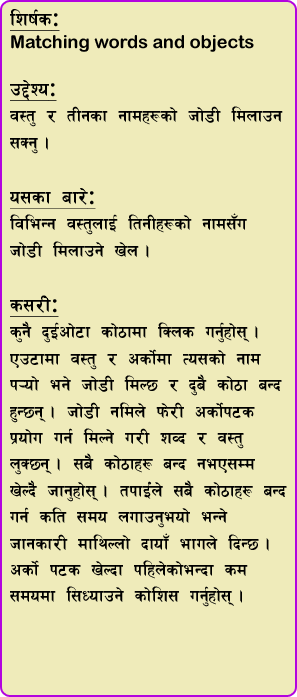 शिर्षक:
Matching words and objects
उद्देश्य:
वस्तु र तीनका नामहरूको जोडी मिलाउन
सक्नु ।
यसका बारे:
विभिन्न वस्तुलाई तिनीहरूको नामसँग
जोडी मिलाउने खेल ।
कसरी:
कुनै दुईओटा कोठामा क्लिक गर्नुहोस् ।
एउटामा वस्तु र अर्कोमा त्यसको नाम
पऱ्यो भने जोडी मिल्छ र दुबै कोठा बन्द
हुन्छन् । जोडी नमिले फेरी अर्कोपटक
प्रयोग गर्न मिल्ने गरी शब्द र वस्तु
लुक्छन् । सबै कोठाहरू बन्द नभएसम्म
खेल्दै जानुहोस् । तपाईंले सबै कोठाहरू बन्द
गर्न कति समय लगाउनुभयो भन्ने
जानकारी माथिल्लो दायाँ भागले दिन्छ ।
अर्को पटक खेल्दा पहिलेकोभन्दा कम
समयमा सिध्याउने कोशिस गर्नुहोस् ।